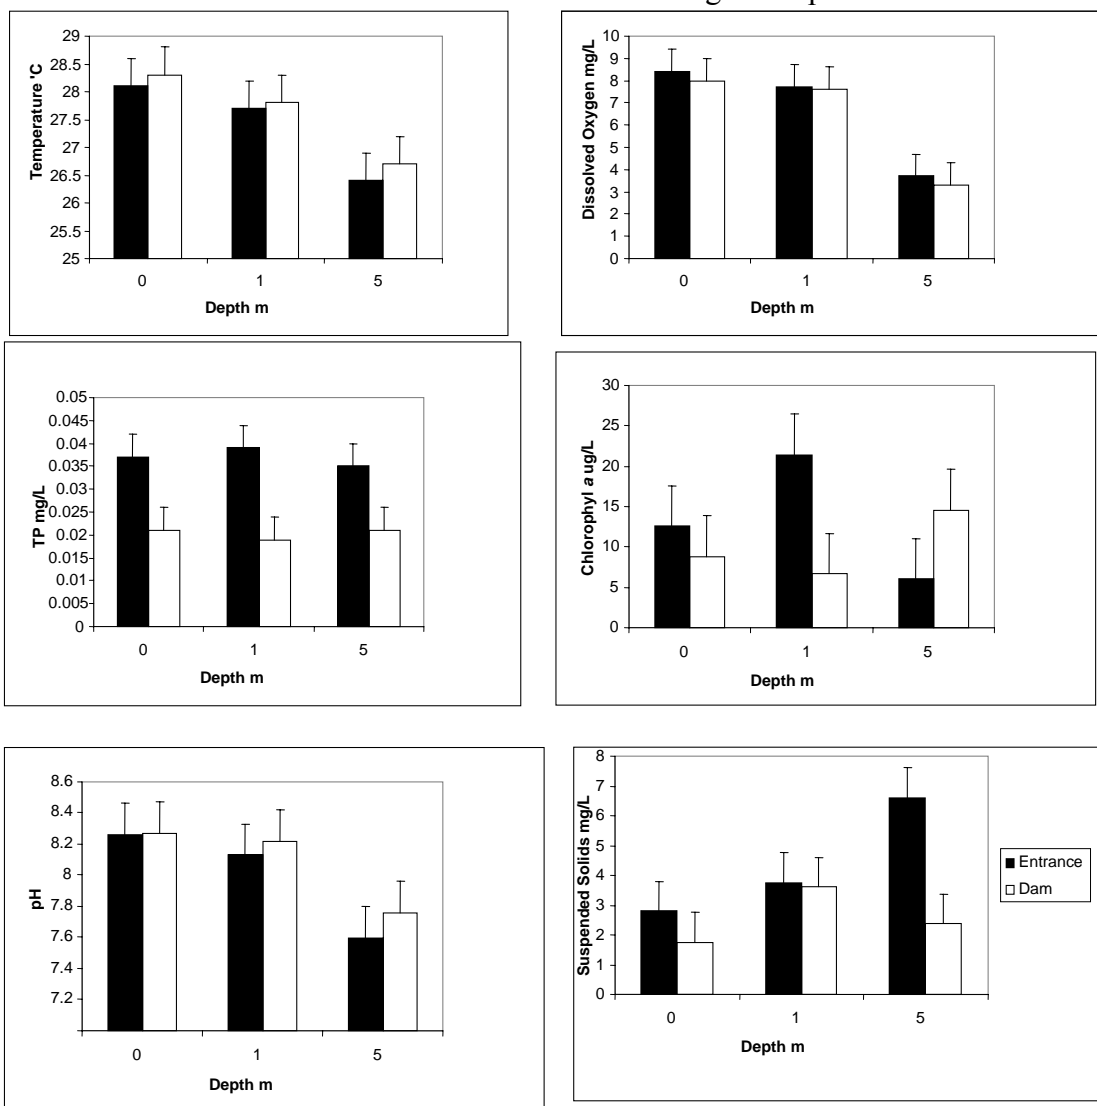 29
28.5
28
27.5
27
26.5
26
25.5
25
Temperature 'C
0 1 5
Depth m
10
9
8
7
6
5
4
3
2
1
0
Dissolved Oxygen mg/L
0 1 5
Depth m
0.05
0.045
0.04
0.035
0.03
0.025
0.02
0.015
0.01
0.005
0
TP mg/L
0 1 5
Depth m
30
25
20
15
10
5
0
Chlorophyl a ug/L
0 1 5
Depth m
8.6
8.4
8.2
8
7.8
7.6
7.4
7.2
pH
0 1 5
Depth m
8
7
6
5
4
3
2
1
0
Suspended Solids mg/L
0 1 5
Depth m
Entrance
Dam